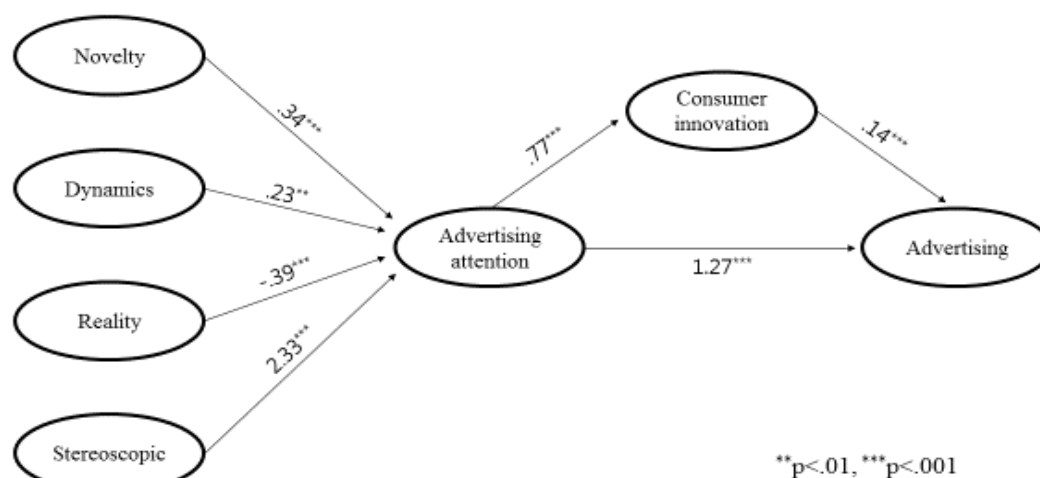 Novelty
.34***
Dynamics
.23**
Reality
-.39***
Stereoscopic
2.33***
Advertising
attention
.77***
Consumer
innovation
.14***
1.27***
Advertising
**p<.01, ***p<.001